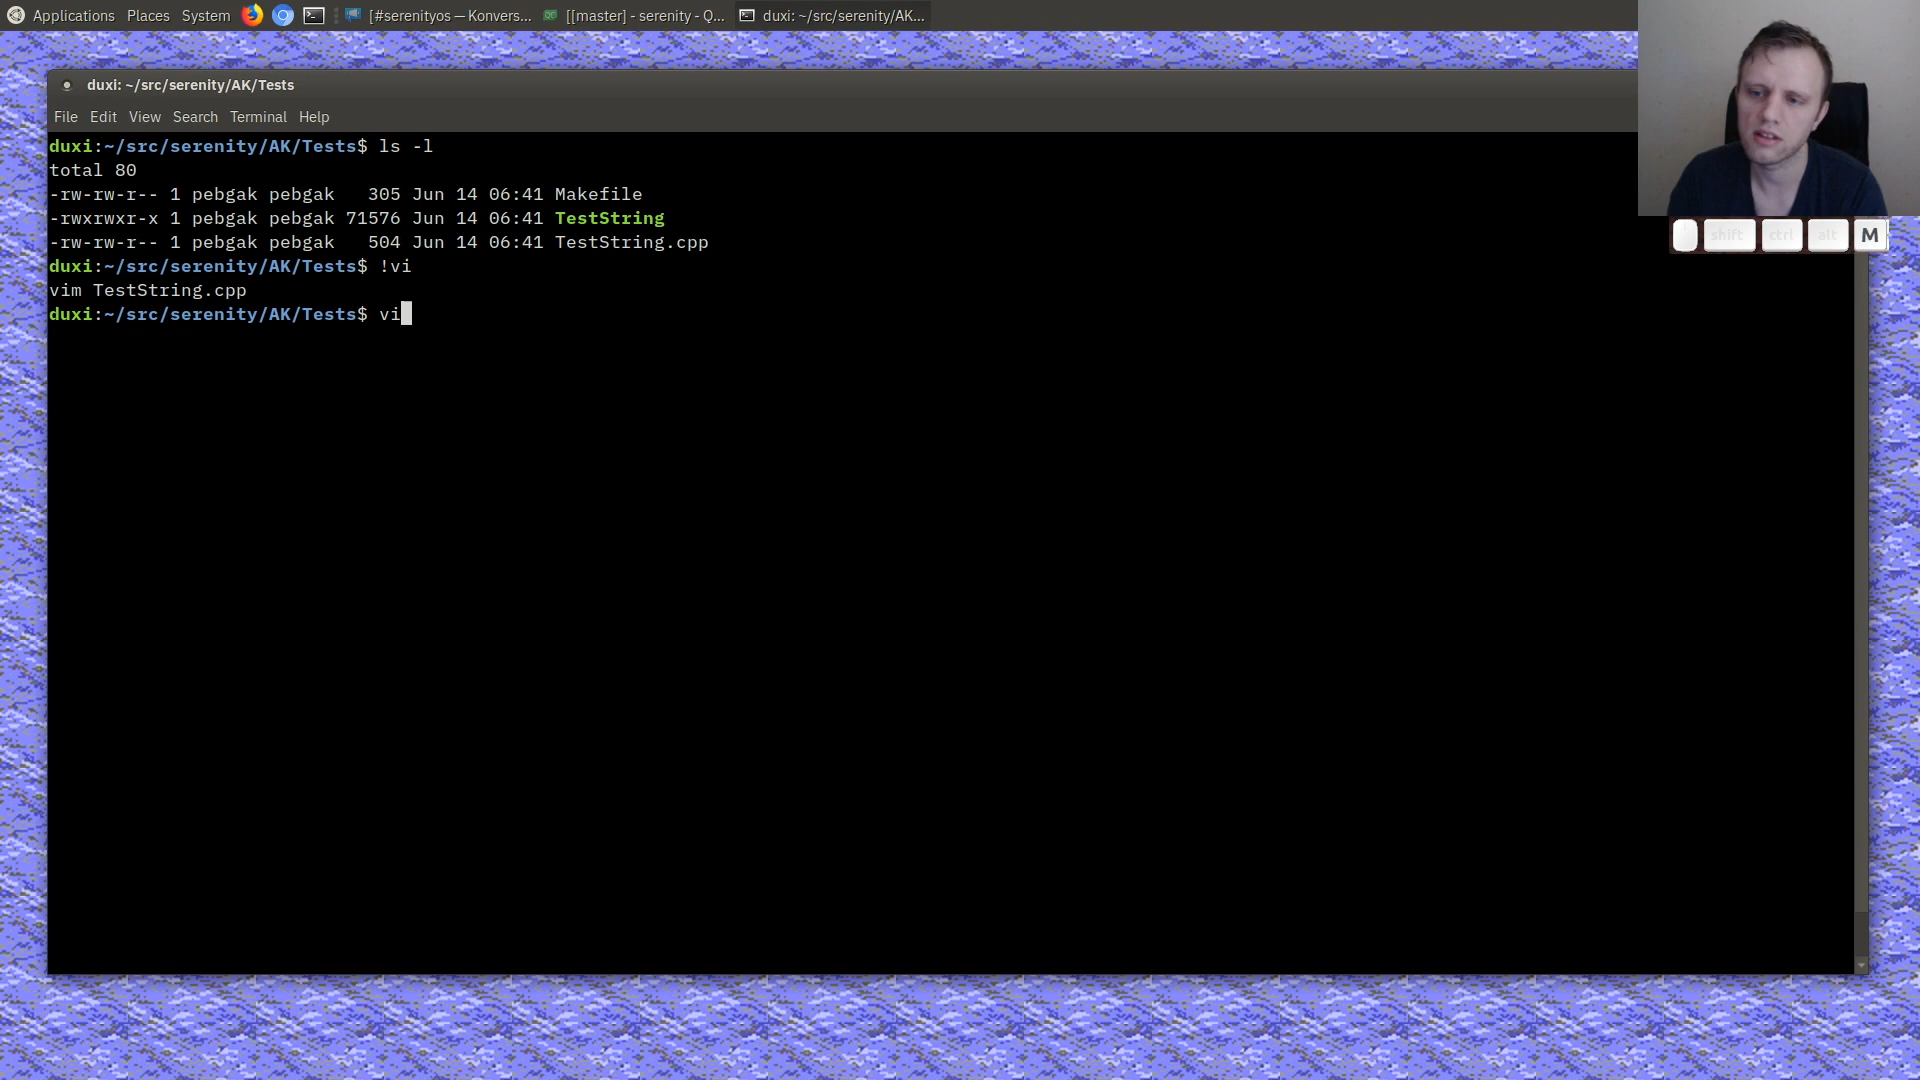 Applications Places System [#serenityos — Konvers... [[master] - serenity - Q... duxi: ~/src/serenity/AK...
duxi: ~/src/serenity/AK/Tests
File Edit View Search Terminal Help
duxi:~/src/serenity/AK/Tests$ ls -l
total 80
-rw-rw-r-- 1 pebgak pebgak   305 Jun 14 06:41 Makefile
-rwxrwxr-x 1 pebgak pebgak 71576 Jun 14 06:41 TestString
-rw-rw-r-- 1 pebgak pebgak   504 Jun 14 06:41 TestString.cpp
duxi:~/src/serenity/AK/Tests$ !vi
vim TestString.cpp
duxi:~/src/serenity/AK/Tests$ vi
shift ctrl alt M